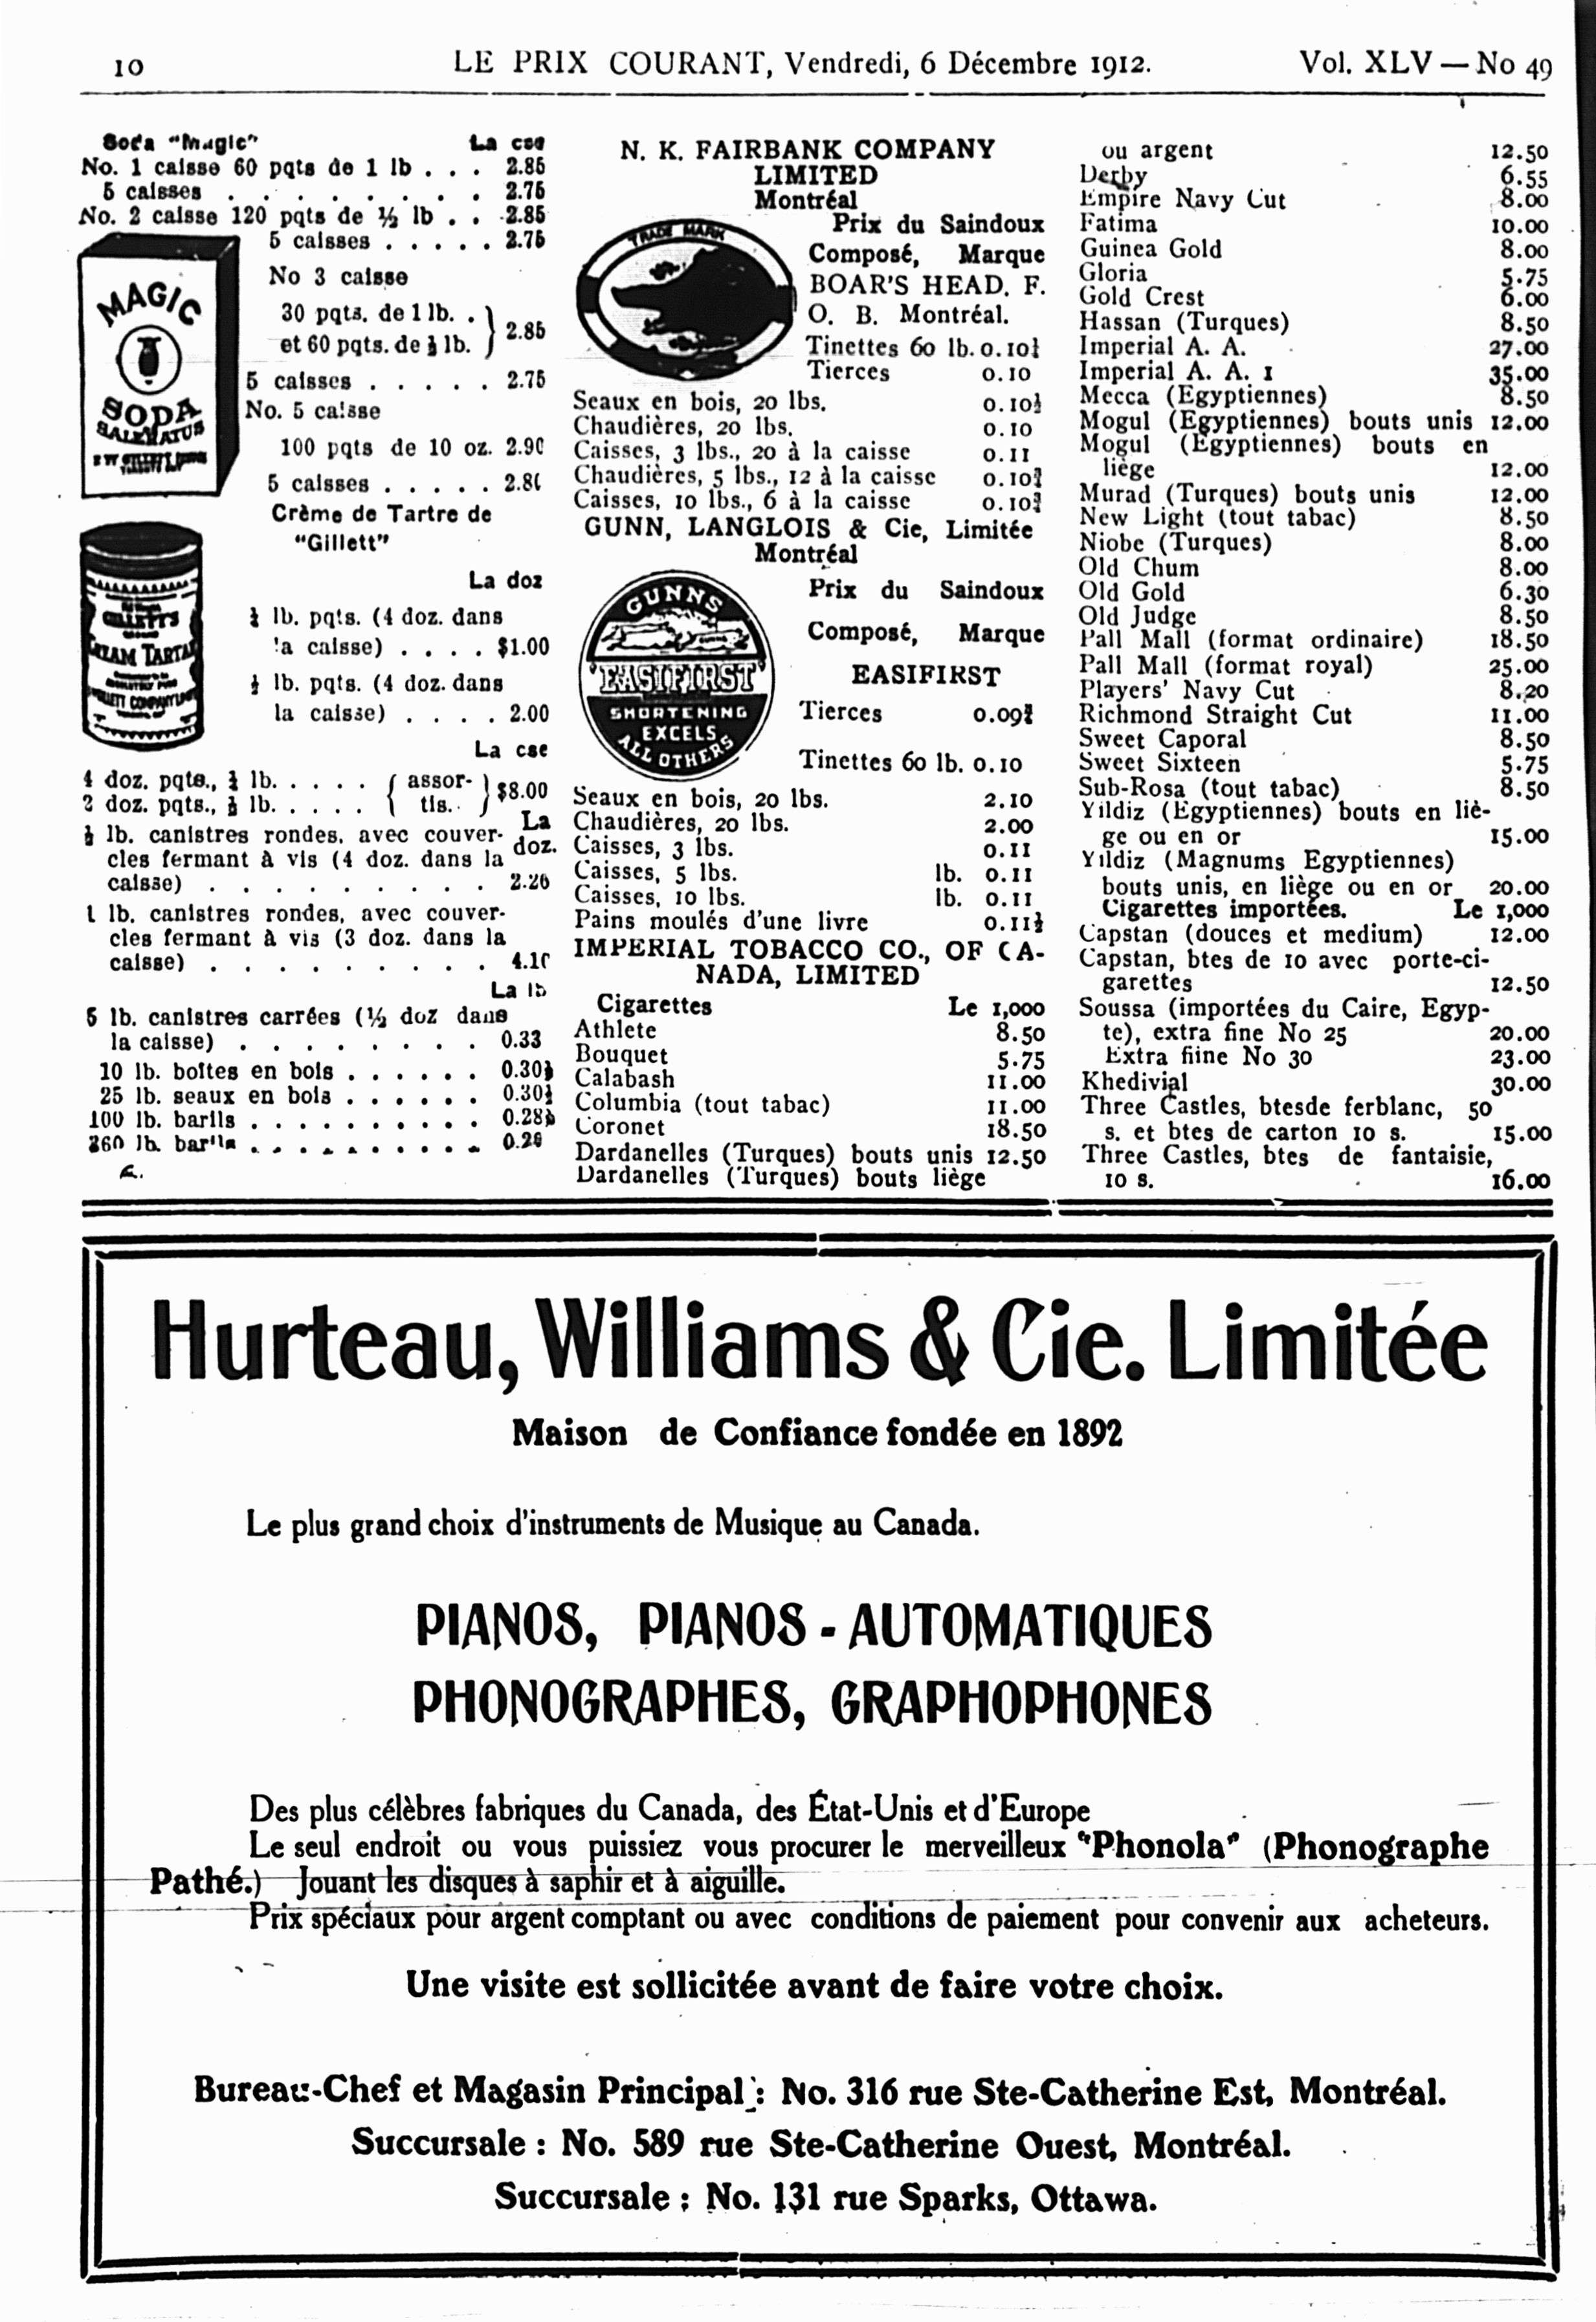 10
LE PRIX COURANT, Vendredi, 6 Décembre 1912.
Vol. XLV — No 49
Soda "Magic" La cse
No. 1 caisse 60 pqts de 1 lb . . . 2.85
5 caisses . . . . . . . . 2.75
No. 2 caisse 120 pqts de ½ lb . . 2.85
5 caisses . . . . . 2.75
No 3 caisse
30 pqts. de 1 lb. .
et 60 pqts. de ½ lb. 2.85
5 caisses . . . . . 2.75
No. 5 caisse
100 pqts de 10 oz. 2.90
5 caisses . . . . . 2.80
MAGIC
SODA
SALERATUS
Crème de Tartre de
"Gillett"
La doz
¼ lb. pqts. (4 doz. dans
la caisse) . . . . $1.00
½ lb. pqts. (4 doz. dans
la caisse) . . . . 2.00
GILLETT'S
CREAM TARTAR
La cse
4 doz. pqts., ¼ lb. . . . . assor-
2 doz. pqts., ½ lb. . . . . tis. $8.00
La
½ lb. canistres rondes, avec couver- doz.
cles fermant à vis (4 doz. dans la
caisse) . . . . . . . . . 2.26
1 lb. canistres rondes, avec couver-
cles fermant à vis (3 doz. dans la
caisse) . . . . . . . . . 4.10
La lb
5 lb. canistres carrées (½ doz dans
la caisse) . . . . . . . . 0.33
10 lb. boîtes en bois . . . . . . 0.30½
25 lb. seaux en bois . . . . . . 0.30¼
100 lb. barils . . . . . . . . . . 0.28½
360 lb. barils . . . . . . . . . . 0.28
N. K. FAIRBANK COMPANY
LIMITED
Montréal
Prix du Saindoux
Composé, Marque
BOAR'S HEAD. F.
O. B. Montréal.
TRADE MARK
Tinettes 60 lb. 0.10¼
Tierces 0.10
Seaux en bois, 20 lbs. 0.10½
Chaudières, 20 lbs. 0.10
Caisses, 3 lbs., 20 à la caisse 0.11
Chaudières, 5 lbs., 12 à la caisse 0.10¾
Caisses, 10 lbs., 6 à la caisse 0.10¾
GUNN, LANGLOIS & Cie, Limitée
Montréal
Prix du Saindoux
Composé, Marque
EASIFIRST
GUNNS
"EASIFIRST"
SHORTENING
EXCELS
ALL OTHERS
Tierces 0.09¾
Tinettes 60 lb. 0.10
Seaux en bois, 20 lbs. 2.10
Chaudières, 20 lbs. 2.00
Caisses, 3 lbs. 0.11
Caisses, 5 lbs. lb. 0.11
Caisses, 10 lbs. lb. 0.11
Pains moulés d'une livre 0.11½
IMPERIAL TOBACCO CO., OF CA-
NADA, LIMITED
Cigarettes Le 1,000
Athlete 8.50
Bouquet 5.75
Calabash 11.00
Columbia (tout tabac) 11.00
Coronet 18.50
Dardanelles (Turques) bouts unis 12.50
Dardanelles (Turques) bouts liège
ou argent 12.50
Derby 6.55
Empire Navy Cut 8.00
Fatima 10.00
Guinea Gold 8.00
Gloria 5.75
Gold Crest 6.00
Hassan (Turques) 8.50
Imperial A. A. 27.00
Imperial A. A. 1 35.00
Mecca (Egyptiennes) 8.50
Mogul (Egyptiennes) bouts unis 12.00
Mogul (Egyptiennes) bouts en
liège 12.00
Murad (Turques) bouts unis 12.00
New Light (tout tabac) 8.50
Niobe (Turques) 8.00
Old Chum 8.00
Old Gold 6.30
Old Judge 8.50
Pall Mall (format ordinaire) 18.50
Pall Mall (format royal) 25.00
Players' Navy Cut 8.20
Richmond Straight Cut 11.00
Sweet Caporal 8.50
Sweet Sixteen 5.75
Sub-Rosa (tout tabac) 8.50
Yildiz (Egyptiennes) bouts en liè-
ge ou en or 15.00
Yildiz (Magnums Egyptiennes)
bouts unis, en liège ou en or 20.00
Cigarettes importées. Le 1,000
Capstan (douces et medium) 12.00
Capstan, btes de 10 avec porte-ci-
garettes 12.50
Soussa (importées du Caire, Egyp-
te), extra fine No 25 20.00
Extra fiine No 30 23.00
Khedivial 30.00
Three Castles, btesde ferblanc, 50
s. et btes de carton 10 s. 15.00
Three Castles, btes de fantaisie,
10 s. 16.00
Hurteau, Williams & Cie. Limitée
Maison de Confiance fondée en 1892
Le plus grand choix d'instruments de Musique au Canada.
PIANOS, PIANOS - AUTOMATIQUES
PHONOGRAPHES, GRAPHOPHONES
Des plus célèbres fabriques du Canada, des État-Unis et d'Europe
Le seul endroit ou vous puissiez vous procurer le merveilleux "Phonola" (Phonographe
Pathé.) Jouant les disques à saphir et à aiguille.
Prix spéciaux pour argent comptant ou avec conditions de paiement pour convenir aux acheteurs.
Une visite est sollicitée avant de faire votre choix.
Bureau-Chef et Magasin Principal : No. 316 rue Ste-Catherine Est, Montréal.
Succursale : No. 589 rue Ste-Catherine Ouest, Montréal.
Succursale : No. 131 rue Sparks, Ottawa.